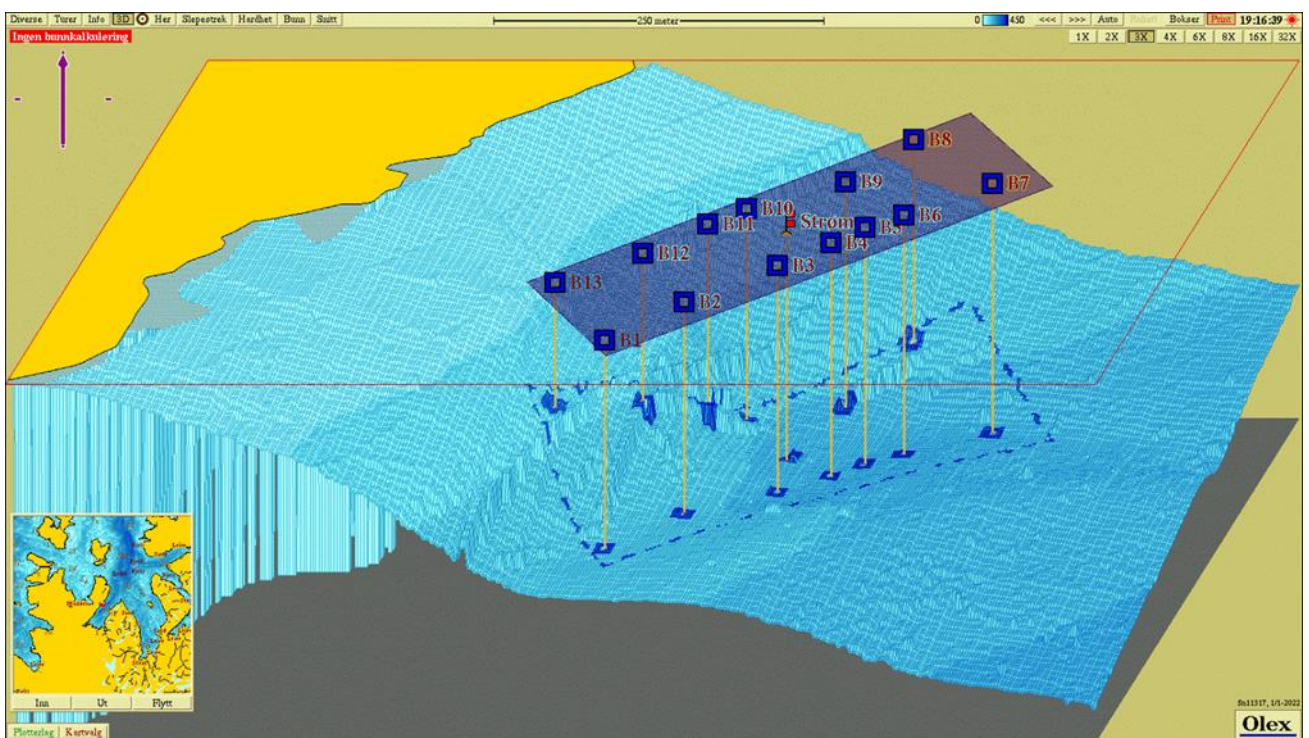 Diverse Turer Info 3D Her Slepestrek Hardhet Bunn Snitt 250 meter 0 450 <<< >>> Auto Bokser Print 19:16:39
Ingen bunnkalkulering 1X 2X 3X 4X 6X 8X 16X 32X
B8
B9 B7
B10 B6
B11 Strøm B5
B12 B4
B13 B3
B2
B1
Inn Ut Flytt
Plotterlag Kartvalg
Olex